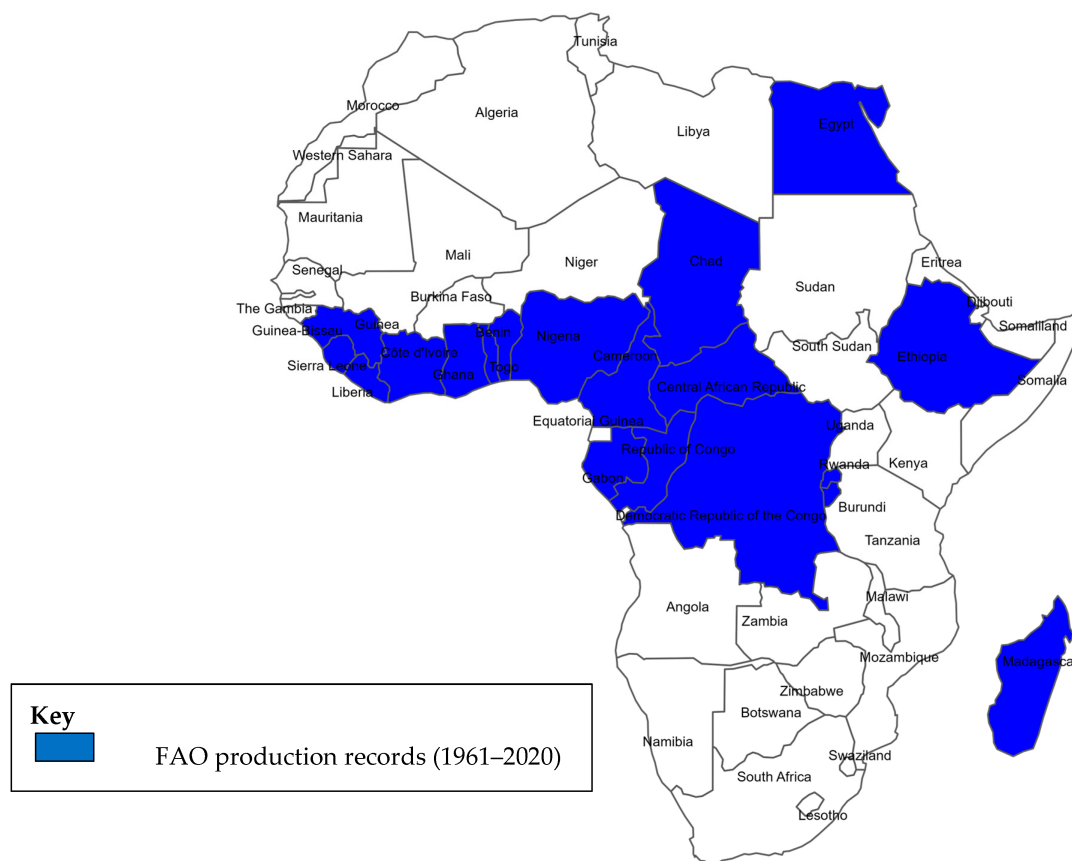 Tunisia
Morocco
Algeria
Libya
Egypt
Western Sahara
Mauritania
Mali
Niger
Chad
Sudan
Eritrea
Senegal
The Gambia
Burkina Faso
Djibouti
Guinea-Bissau
Guinea
Benin
Nigeria
Somaliland
Sierra Leone
Côte d'Ivoire
Ghana
Togo
Cameroon
South Sudan
Ethiopia
Liberia
Central African Republic
Somalia
Equatorial Guinea
Uganda
Republic of Congo
Gabon
Rwanda
Kenya
Democratic Republic of the Congo
Burundi
Tanzania
Angola
Zambia
Malawi
Mozambique
Madagasca
Zimbabwe
Botswana
Namibia
Swaziland
South Africa
Lesotho
Key
FAO production records (1961–2020)